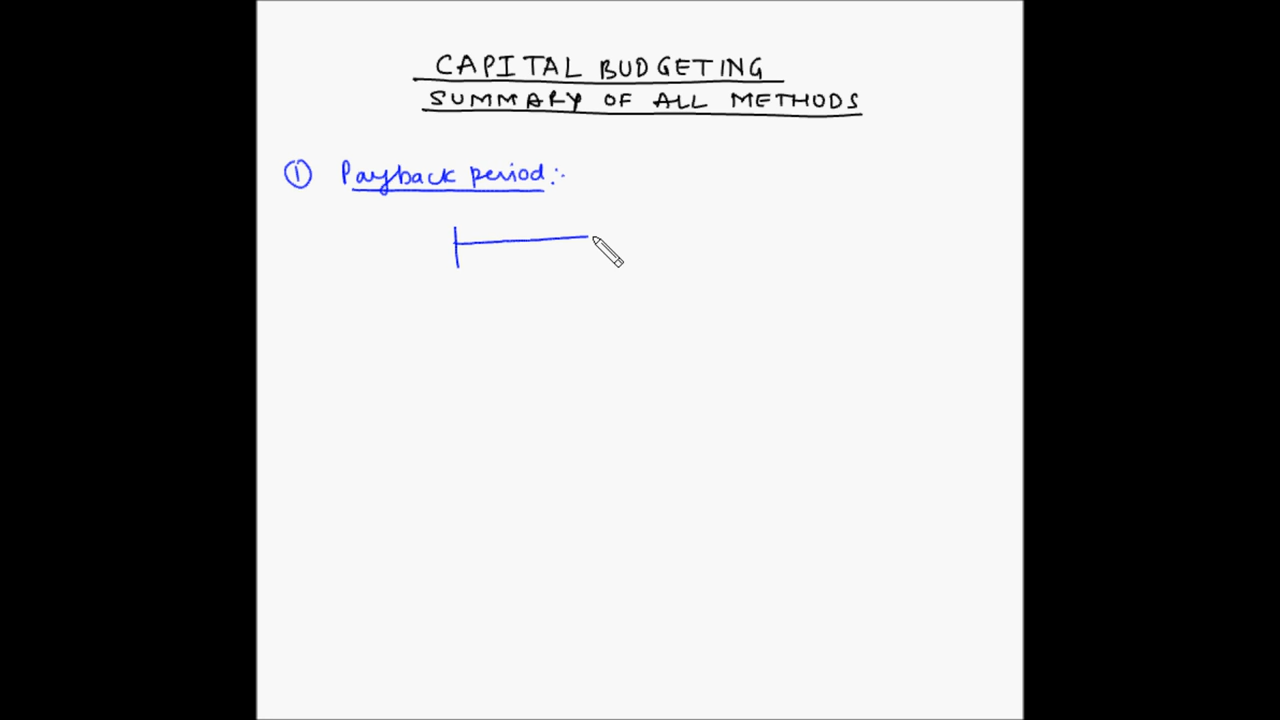 CAPITAL BUDGETING
SUMMARY OF ALL METHODS
① Payback period:-